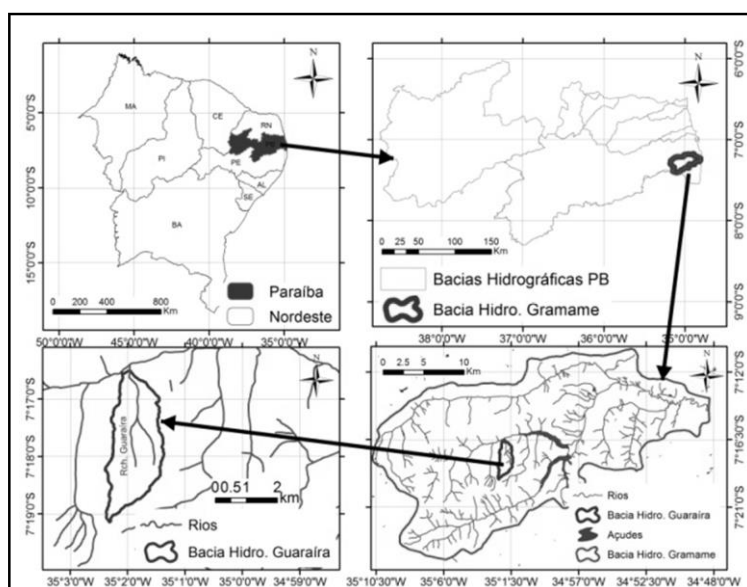 N
MA
CE
RN
PB
PI
PE
AL
SE
BA
5°0'0"S
10°0'0"S
15°0'0"S
Paraíba
Nordeste
0 200 400 800
Km
50°0'0"W 45°0'0"W 40°0'0"W 35°0'0"W
N
6°0'0"S
7°0'0"S
8°0'0"S
9°0'0"S
0 25 50 100 150
Km
Bacias Hidrográficas PB
Bacia Hidro. Gramame
38°0'0"W 37°0'0"W 36°0'0"W 35°0'0"W
N
7°17'0"S
7°18'0"S
7°19'0"S
Rch. Guaraíra
00.51 2
km
Rios
Bacia Hidro. Guaraíra
35°3'0"W 35°2'0"W 35°1'0"W 35°0'0"W 34°59'0"W
0 2.5 5 10
Km
N
7°12'0"S
7°16'30"S
7°21'0"S
Rios
Bacia Hidro. Guaraíra
Açudes
Bacia Hidro. Gramame
35°10'30"W 35°6'0"W 35°1'30"W 34°57'0"W 34°52'30"W 34°48'0"W